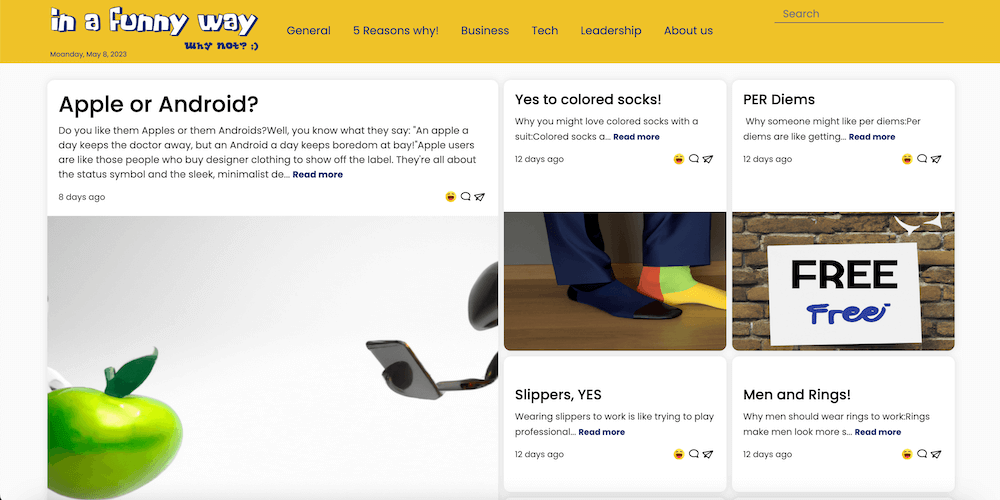 in a funny way
why not? :)
Moanday, May 8, 2023
General
5 Reasons why!
Business
Tech
Leadership
About us
Search
Apple or Android?
Do you like them Apples or them Androids?Well, you know what they say: "An apple a
day keeps the doctor away, but an Android a day keeps boredom at bay!"Apple users
are like those people who buy designer clothing to show off the label. They're all about
the status symbol and the sleek, minimalist de... Read more
8 days ago
Yes to colored socks!
Why you might love colored socks with a
suit:Colored socks a... Read more
12 days ago
PER Diems
Why someone might like per diems:Per
diems are like getting... Read more
12 days ago
FREE
Free
Slippers, YES
Wearing slippers to work is like trying to play
professional... Read more
12 days ago
Men and Rings!
Why men should wear rings to work:Rings
make men look more s... Read more
12 days ago